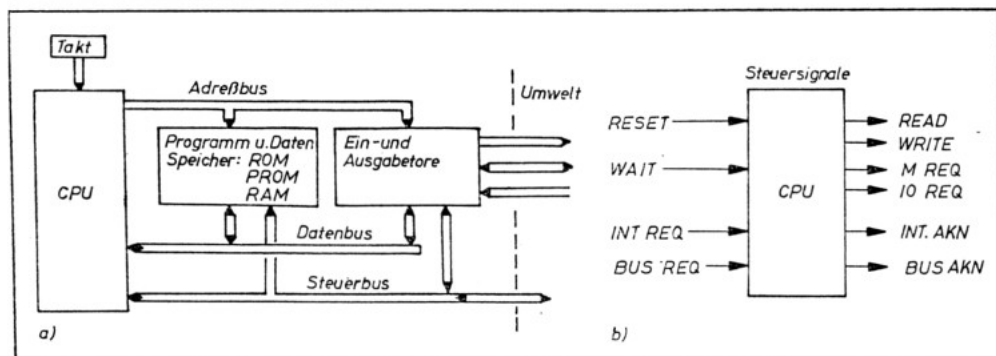 Takt
Adreßbus
Umwelt
CPU
Programm u. Daten
Speicher: ROM
PROM
RAM
Ein- und
Ausgabetore
Datenbus
Steuerbus
a)
Steuersignale
RESET
WAIT
INT REQ
BUS REQ
CPU
READ
WRITE
M REQ
IO REQ
INT. AKN
BUS AKN
b)